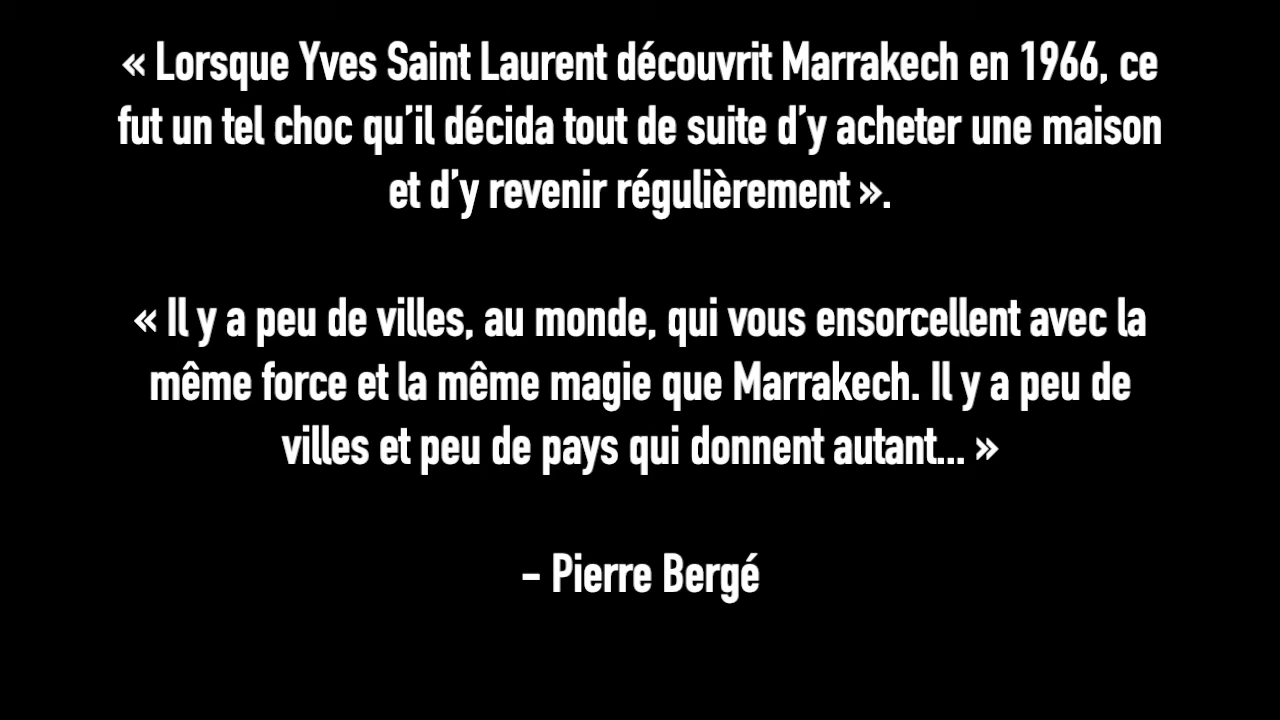 « Lorsque Yves Saint Laurent découvrit Marrakech en 1966, ce
fut un tel choc qu’il décida tout de suite d’y acheter une maison
et d’y revenir régulièrement ».
« Il y a peu de villes, au monde, qui vous ensorcellent avec la
même force et la même magie que Marrakech. Il y a peu de
villes et peu de pays qui donnent autant... »
– Pierre Bergé